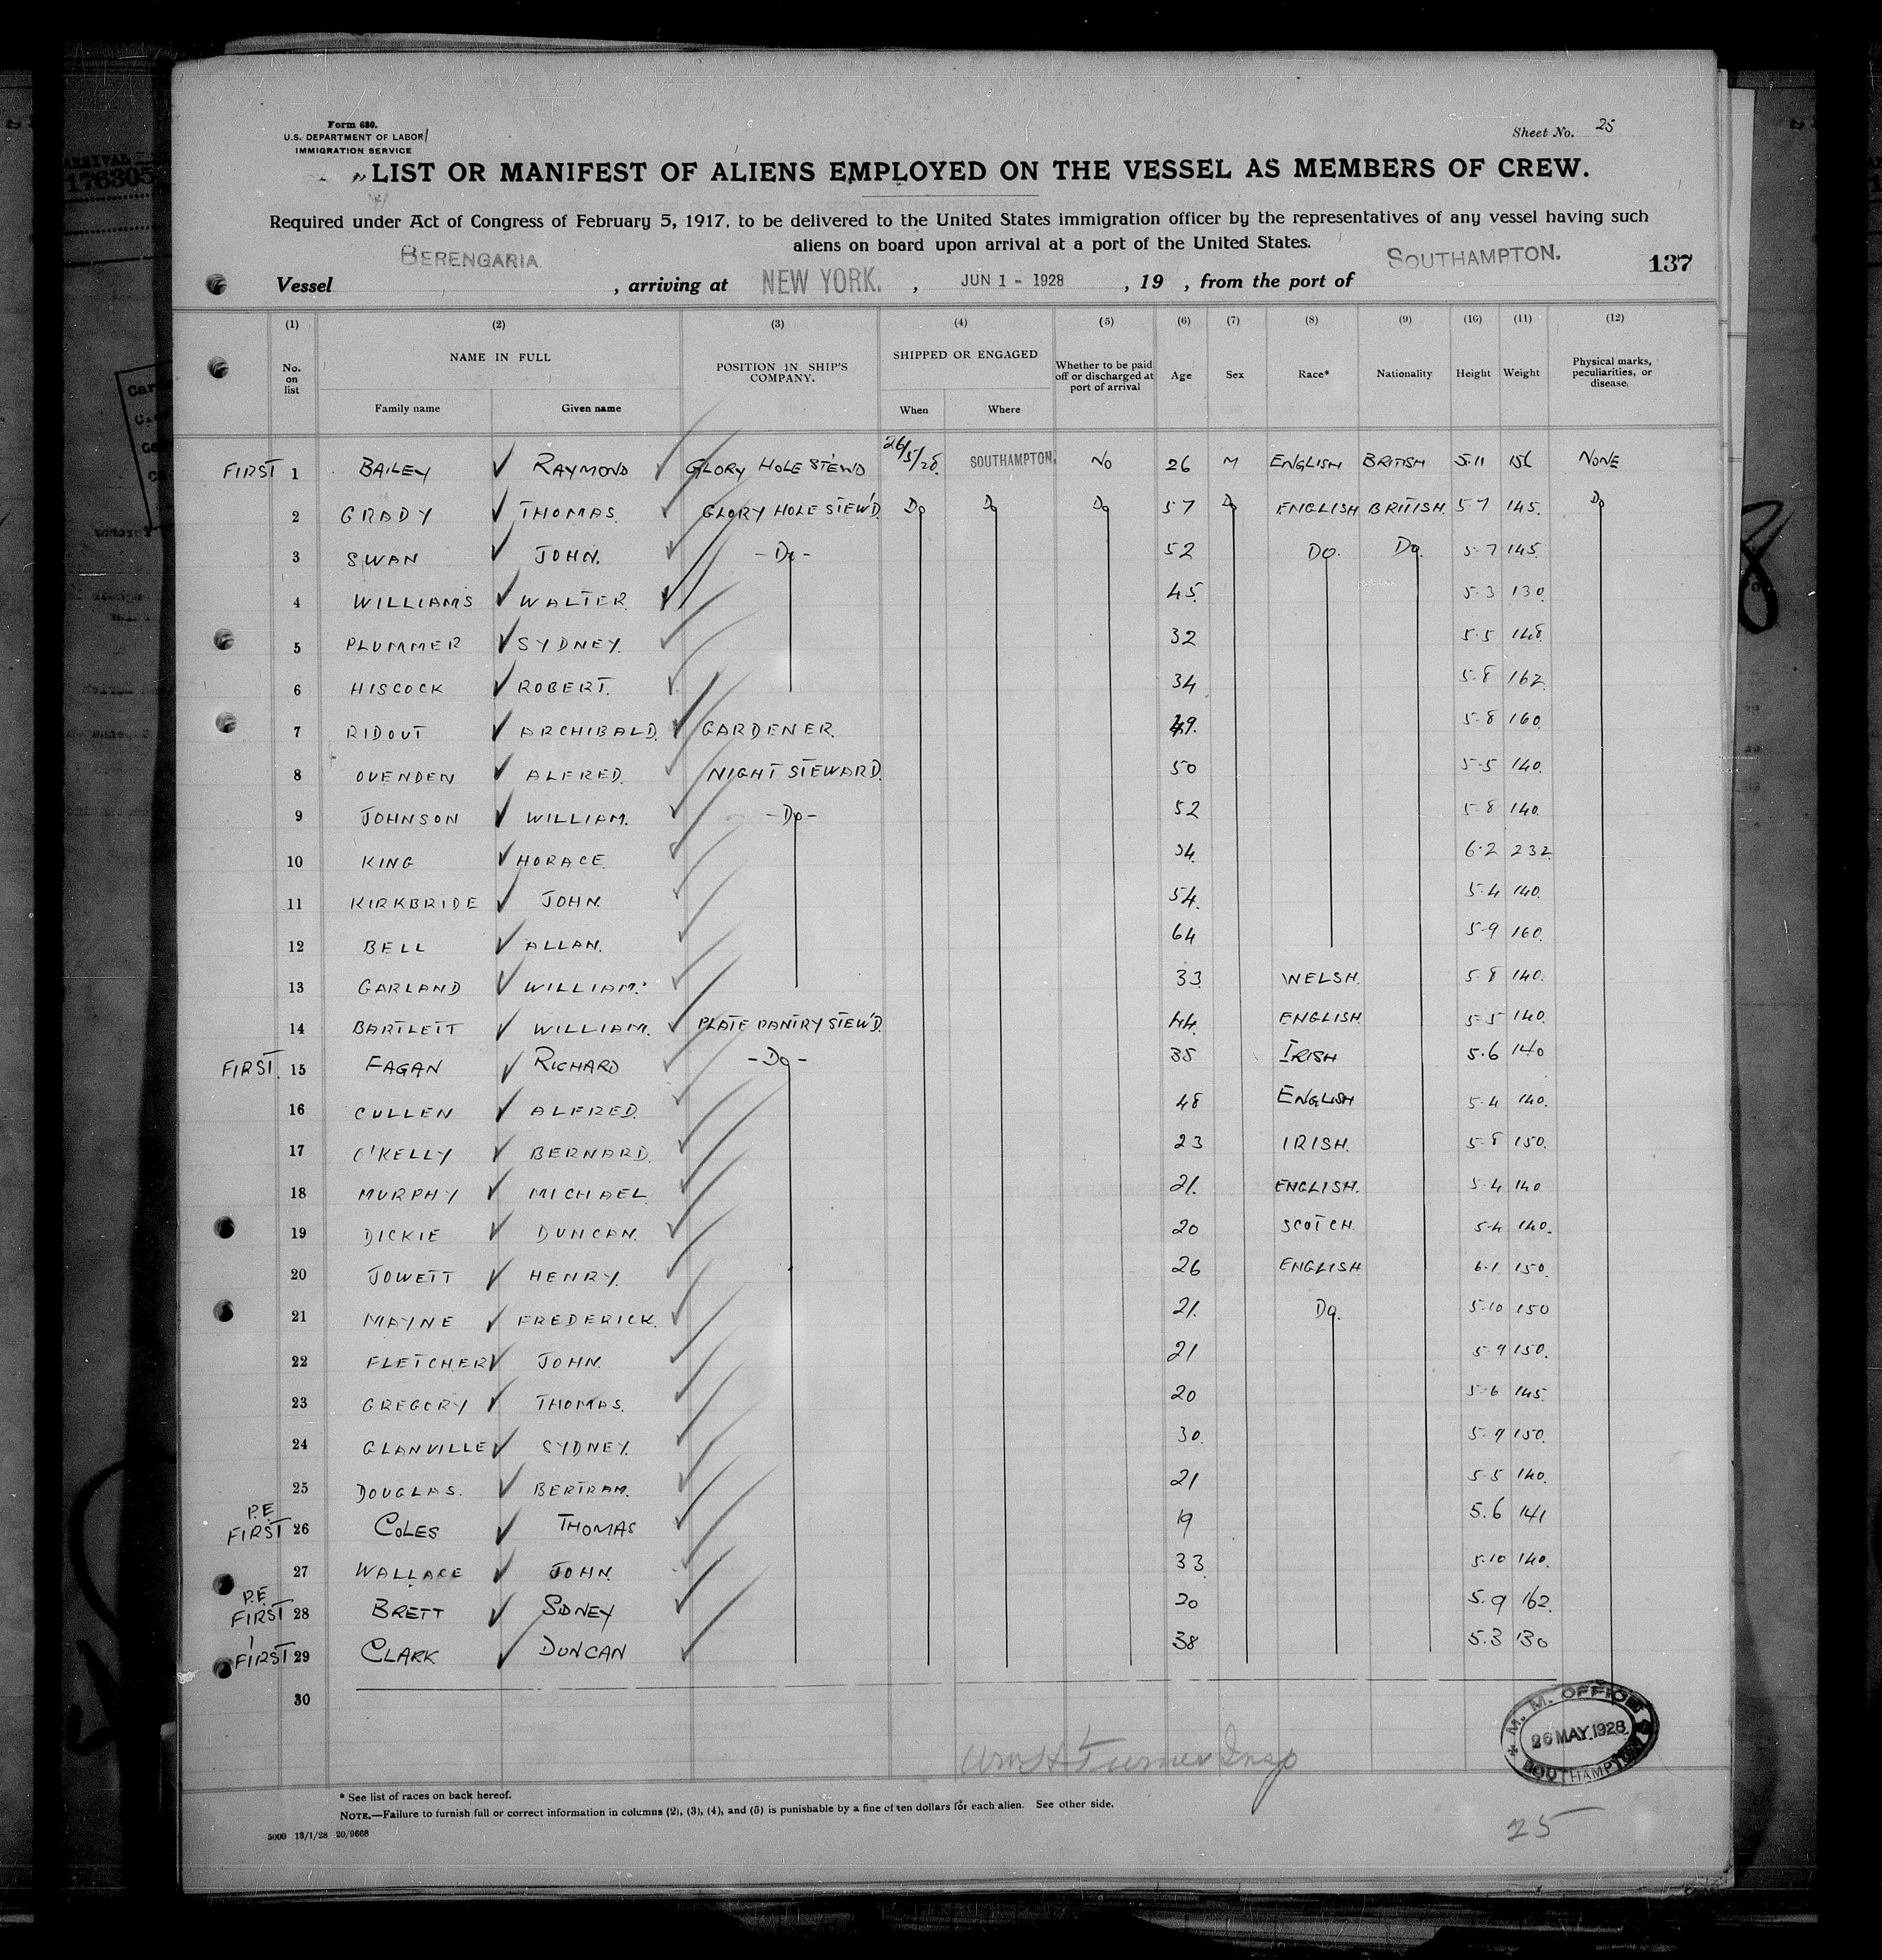 Form 680.
U.S. DEPARTMENT OF LABOR
IMMIGRATION SERVICE
Sheet No. 25
LIST OR MANIFEST OF ALIENS EMPLOYED ON THE VESSEL AS MEMBERS OF CREW.
Required under Act of Congress of February 5, 1917, to be delivered to the United States immigration officer by the representatives of any vessel having such
aliens on board upon arrival at a port of the United States.
Vessel BERENGARIA , arriving at NEW YORK. , JUN 1 - 1928 , 19 , from the port of SOUTHAMPTON. 137
(1) (2) (3) (4) (5) (6) (7) (8) (9) (10) (11) (12)
No. on list NAME IN FULL Family name Given name POSITION IN SHIP'S COMPANY. SHIPPED OR ENGAGED When Where Whether to be paid off or discharged at port of arrival Age Sex Race* Nationality Height Weight Physical marks, peculiarities, or disease.
FIRST 1 BAILEY RAYMOND GLORY HOLE STEWD 26/5/28. SOUTHAMPTON. NO 26 M ENGLISH BRITISH 5.11 156 NONE
2 GRADY THOMAS. GLORY HOLE STEW'D Do Do Do 57 Do ENGLISH BRITISH. 5.7 145. Do
3 SWAN JOHN. -Do- 52 DO. Do. 5.7 145.
4 WILLIAMS WALTER. 45. 5.3 130.
5 PLUMMER SYDNEY. 32 5.5 148.
6 HISCOCK ROBERT. 34 5.8 162.
7 RIDOUT ARCHIBALD. GARDENER. 49. 5.8 160.
8 OVENDEN ALFRED. NIGHT STEWARD. 50 5.5 140.
9 JOHNSON WILLIAM. -Do- 52 5.8 140.
10 KING HORACE. 6.2 232.
11 KIRKBRIDE JOHN. 54. 5.4 140.
12 BELL ALLAN. 64 5.9 160.
13 GARLAND WILLIAM. 33. WELSH. 5.8 140.
14 BARTLETT WILLIAM. PLATE PANTRY STEW'D. 44. ENGLISH. 5.5 140.
FIRST. 15 FAGAN RICHARD -Do- 35 IRISH 5.6 140
16 CULLEN ALFRED. 48 ENGLISH 5.4 140.
17 O'KELLY BERNARD. 23 IRISH. 5.8 150.
18 MURPHY MICHAEL 21. ENGLISH. 5.4 140
19 DICKIE DUNCAN. 20 SCOTCH. 5.4 140.
20 JOWETT HENRY. 26 ENGLISH 6.1 150.
21 MAYNE FREDERICK. 21. Do. 5.10 150
22 FLETCHER JOHN. 21 5.9 150.
23 GREGORY THOMAS. 20 5.6 145.
24 GLANVILLE SYDNEY. 30. 5.9 150.
25 DOUGLAS. BERTRAM. 21 5.5 140.
P.E. FIRST 26 COLES THOMAS 19 5.6 141
27 WALLACE JOHN 33. 5.10 140.
P.E. FIRST 28 BRETT SIDNEY 20 5.9 162.
FIRST 29 CLARK DUNCAN 38 5.3 130
30
M. M. OFFICE
26 MAY. 1928
SOUTHAMPTON
Turner Insp
* See list of races on back hereof.
NOTE.—Failure to furnish full or correct information in columns (2), (3), (4), and (5) is punishable by a fine of ten dollars for each alien. See other side.
5000 13/1/28 20/9668
25